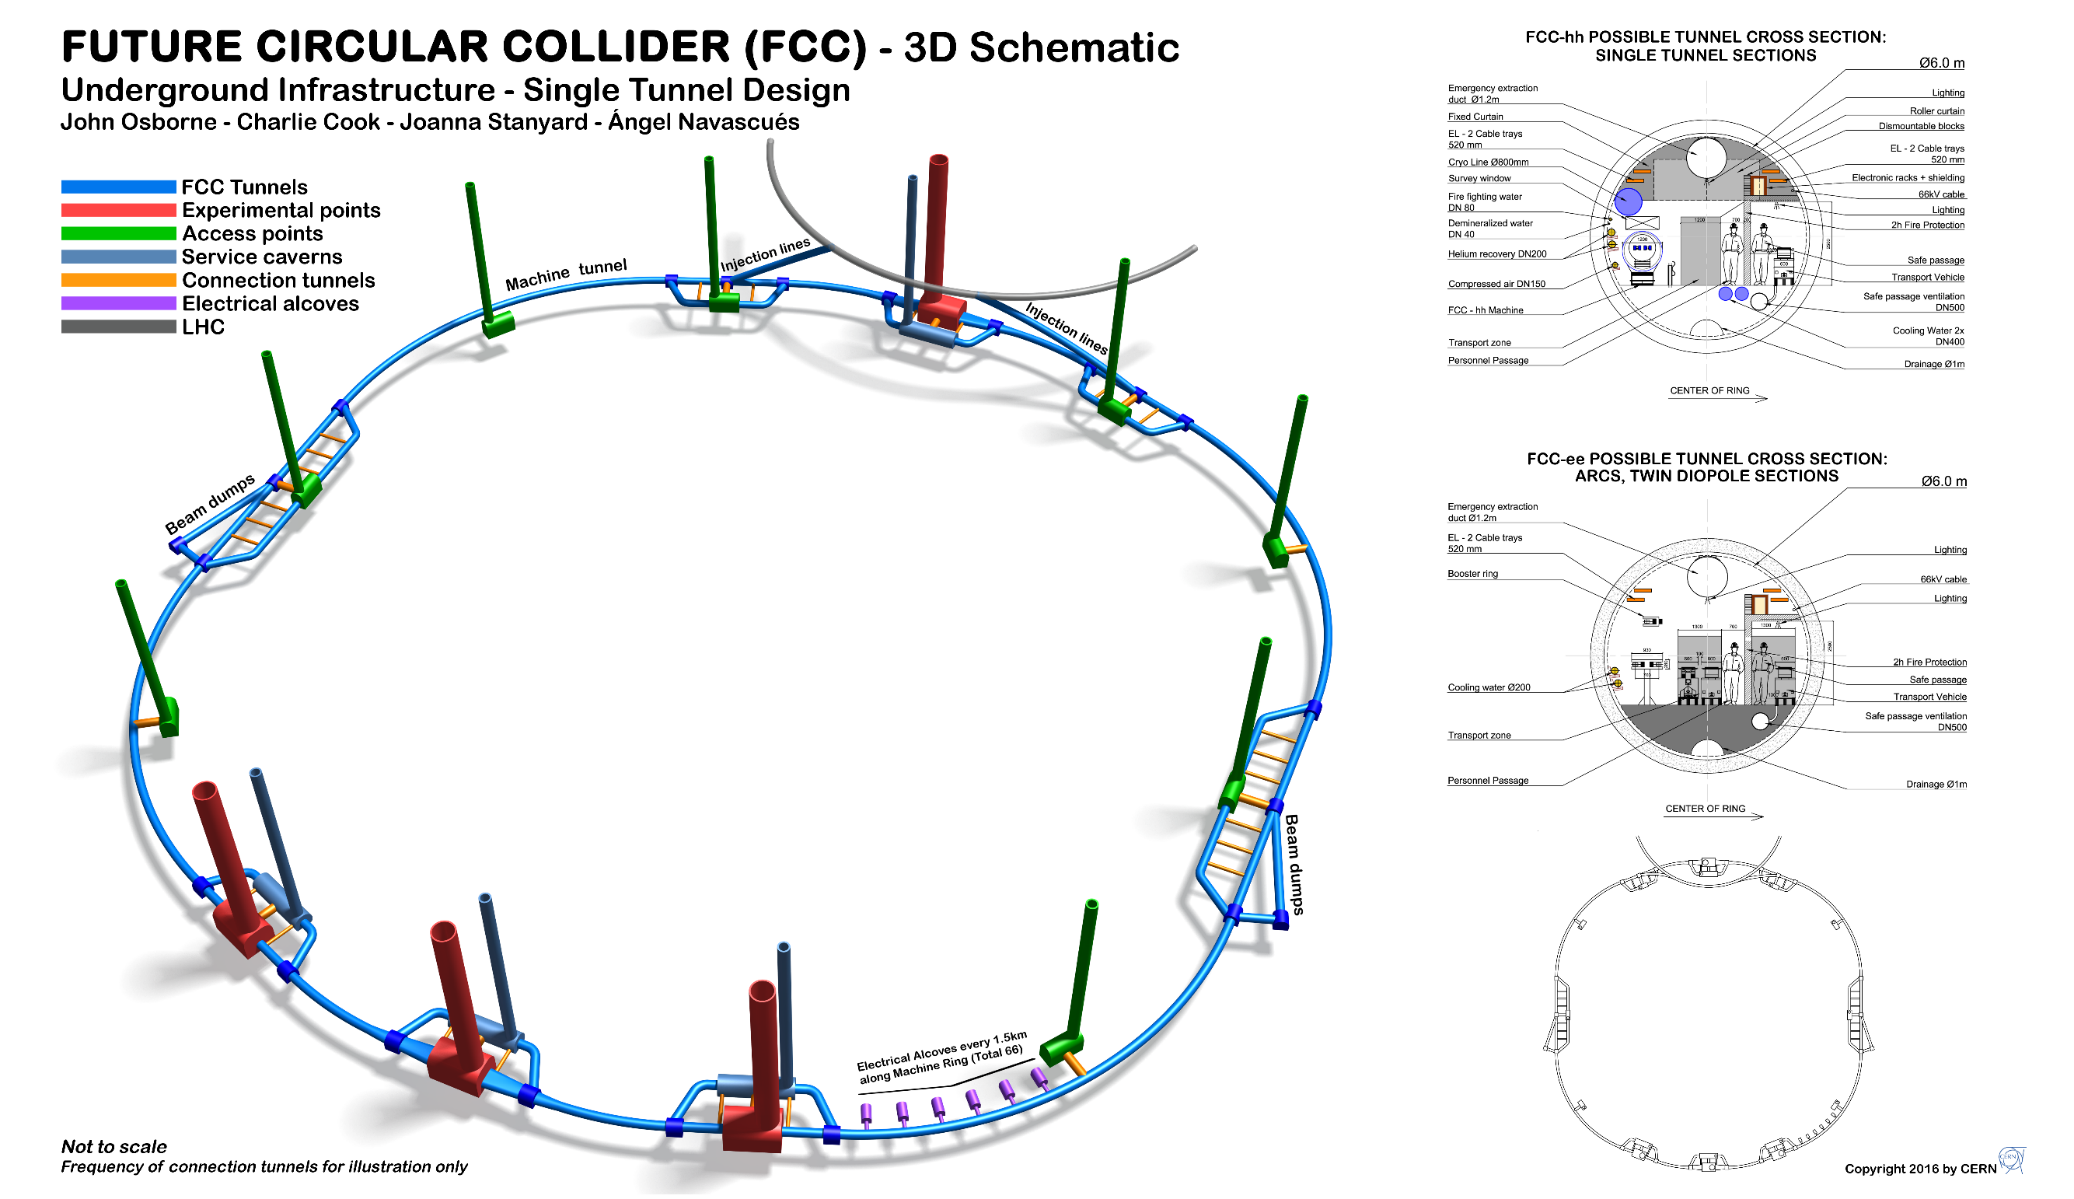 FUTURE CIRCULAR COLLIDER (FCC) - 3D Schematic
Underground Infrastructure - Single Tunnel Design
John Osborne - Charlie Cook - Joanna Stanyard - Ángel Navascués
FCC Tunnels
Experimental points
Access points
Service caverns
Connection tunnels
Electrical alcoves
LHC
Machine tunnel
Injection lines
Injection lines
Beam dumps
Beam dumps
Electrical Alcoves every 1.5km
along Machine Ring (Total 66)
Not to scale
Frequency of connection tunnels for illustration only
FCC-hh POSSIBLE TUNNEL CROSS SECTION:
SINGLE TUNNEL SECTIONS
Emergency extraction
duct Ø1.2m
Fixed Curtain
EL - 2 Cable trays
520 mm
Cryo Line Ø800mm
Survey window
Fire fighting water
DN 80
Demineralized water
DN 40
Helium recovery DN200
Compressed air DN150
FCC - hh Machine
Transport zone
Personnel Passage
Ø6.0 m
Lighting
Roller curtain
Dismountable blocks
EL - 2 Cable trays
520 mm
Electronic racks + shielding
66kV cable
Lighting
2h Fire Protection
Safe passage
Transport Vehicle
Safe passage ventilation
DN500
Cooling Water 2x
DN400
Drainage Ø1m
CENTER OF RING
FCC-ee POSSIBLE TUNNEL CROSS SECTION:
ARCS, TWIN DIOPOLE SECTIONS
Emergency extraction
duct Ø1.2m
EL - 2 Cable trays
520 mm
Booster ring
Cooling water Ø200
Transport zone
Personnel Passage
Ø6.0 m
Lighting
66kV cable
Lighting
2h Fire Protection
Safe passage
Transport Vehicle
Safe passage ventilation
DN500
Drainage Ø1m
CENTER OF RING
Copyright 2016 by CERN
CERN